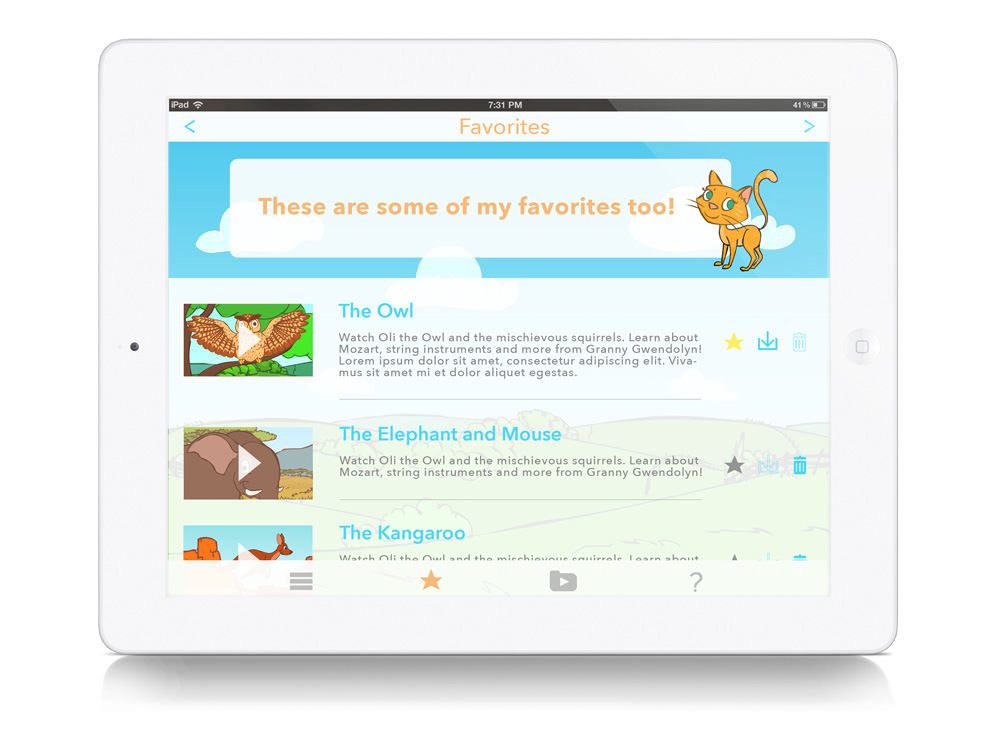 iPad 7:31 PM 41%
< Favorites >
These are some of my favorites too!
The Owl
Watch Oli the Owl and the mischievous squirrels. Learn about
Mozart, string instruments and more from Granny Gwendolyn!
Lorem ipsum dolor sit amet, consectetur adipiscing elit. Viva-
mus sit amet mi et dolor aliquet egestas.
The Elephant and Mouse
Watch Oli the Owl and the mischievous squirrels. Learn about
Mozart, string instruments and more from Granny Gwendolyn!
The Kangaroo
Watch Oli the Owl and the mischievous squirrels. Learn about
?